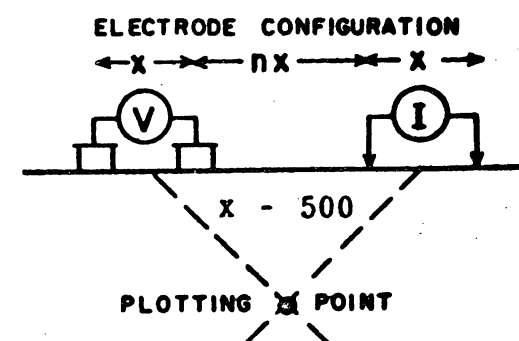 ELECTRODE CONFIGURATION
x nx x
V I
x - 500
PLOTTING POINT